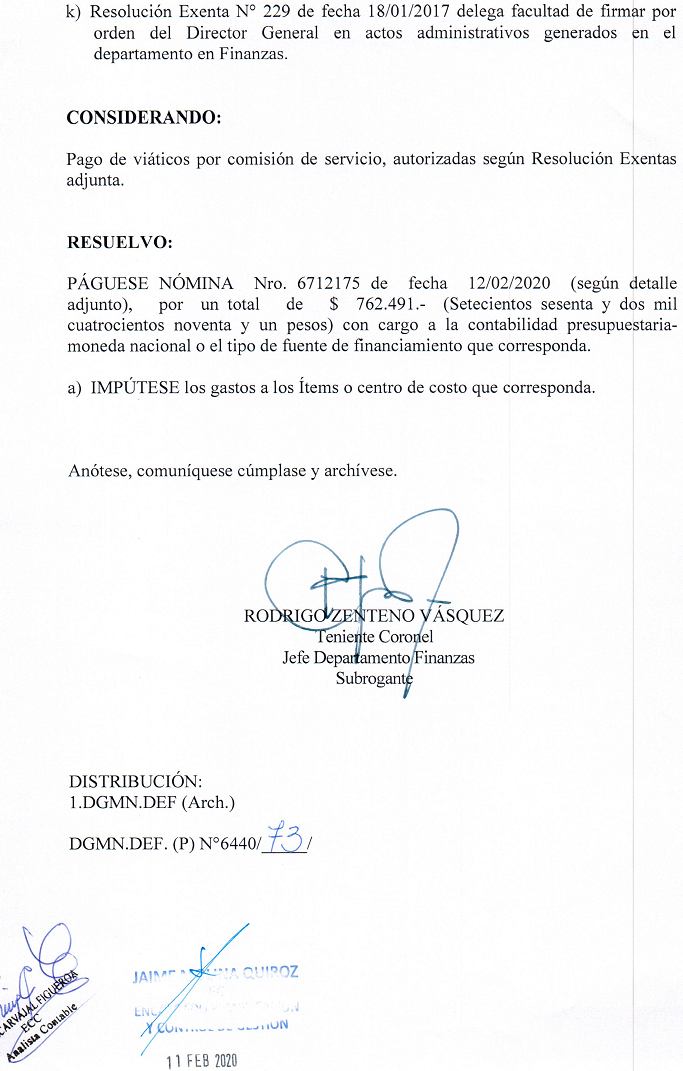 k) Resolución Exenta N° 229 de fecha 18/01/2017 delega facultad de firmar por
orden del Director General en actos administrativos generados en el
departamento en Finanzas.
CONSIDERANDO:
Pago de viáticos por comisión de servicio, autorizadas según Resolución Exentas
adjunta.
RESUELVO:
PÁGUESE NÓMINA Nro. 6712175 de fecha 12/02/2020 (según detalle
adjunto), por un total de $ 762.491.- (Setecientos sesenta y dos mil
cuatrocientos noventa y un pesos) con cargo a la contabilidad presupuestaria-
moneda nacional o el tipo de fuente de financiamiento que corresponda.
a) IMPÚTESE los gastos a los Ítems o centro de costo que corresponda.
Anótese, comuníquese cúmplase y archívese.
RODRIGO ZENTENO VÁSQUEZ
Teniente Coronel
Jefe Departamento Finanzas
Subrogante
DISTRIBUCIÓN:
1.DGMN.DEF (Arch.)
DGMN.DEF. (P) N°6440/73/
CARVAJAL FIGUEROA
ECC
Analista Contable
JAIME QUIROZ
Y CONTROL DE GESTIÓN
11 FEB 2020